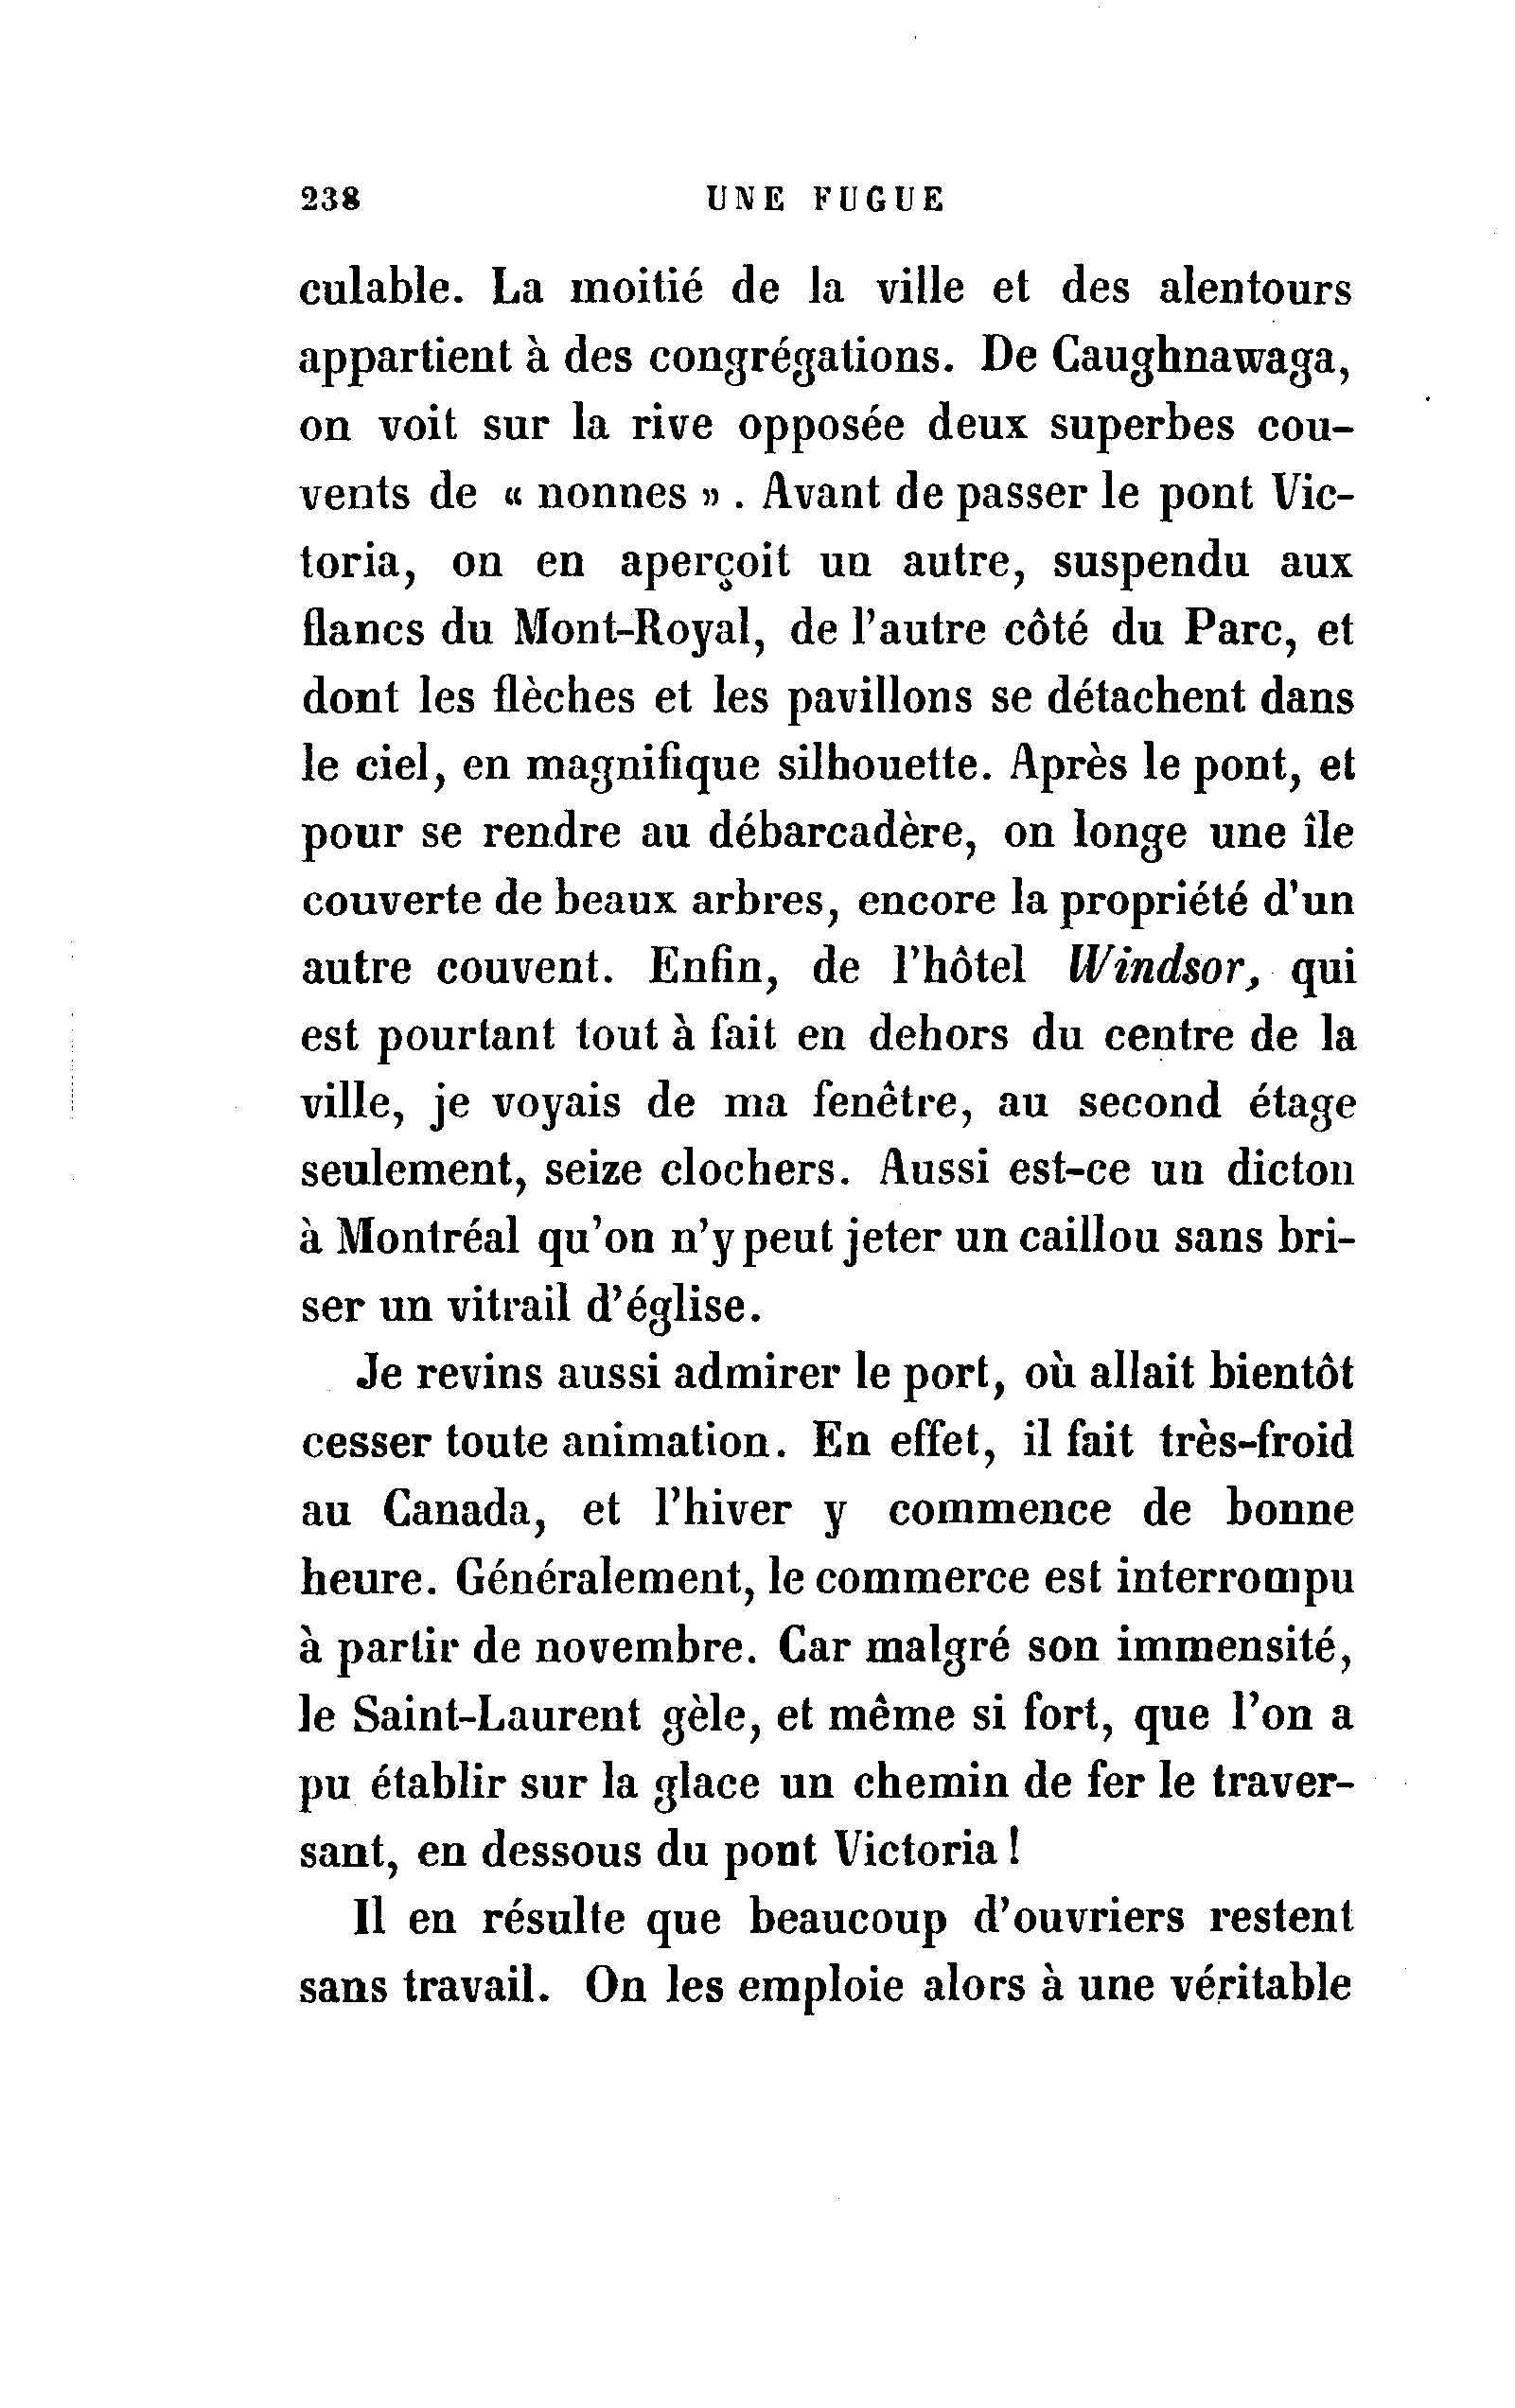 238 UNE FUGUE
culable. La moitié de la ville et des alentours
appartient à des congrégations. De Caughnawaga,
on voit sur la rive opposée deux superbes cou-
vents de « nonnes » . Avant de passer le pont Vic-
toria, on en aperçoit un autre, suspendu aux
flancs du Mont-Royal, de l'autre côté du Parc, et
dont les flèches et les pavillons se détachent dans
le ciel, en magnifique silhouette. Après le pont, et
pour se rendre au débarcadère, on longe une île
couverte de beaux arbres, encore la propriété d'un
autre couvent. Enfin, de l'hôtel Windsor, qui
est pourtant tout à fait en dehors du centre de la
ville, je voyais de ma fenêtre, au second étage
seulement, seize clochers. Aussi est-ce un dicton
à Montréal qu'on n'y peut jeter un caillou sans bri-
ser un vitrail d'église.
Je revins aussi admirer le port, où allait bientôt
cesser toute animation. En effet, il fait très-froid
au Canada, et l'hiver y commence de bonne
heure. Généralement, le commerce est interrompu
à partir de novembre. Car malgré son immensité,
le Saint-Laurent gèle, et même si fort, que l'on a
pu établir sur la glace un chemin de fer le traver-
sant, en dessous du pont Victoria !
Il en résulte que beaucoup d'ouvriers restent
sans travail. On les emploie alors à une véritable